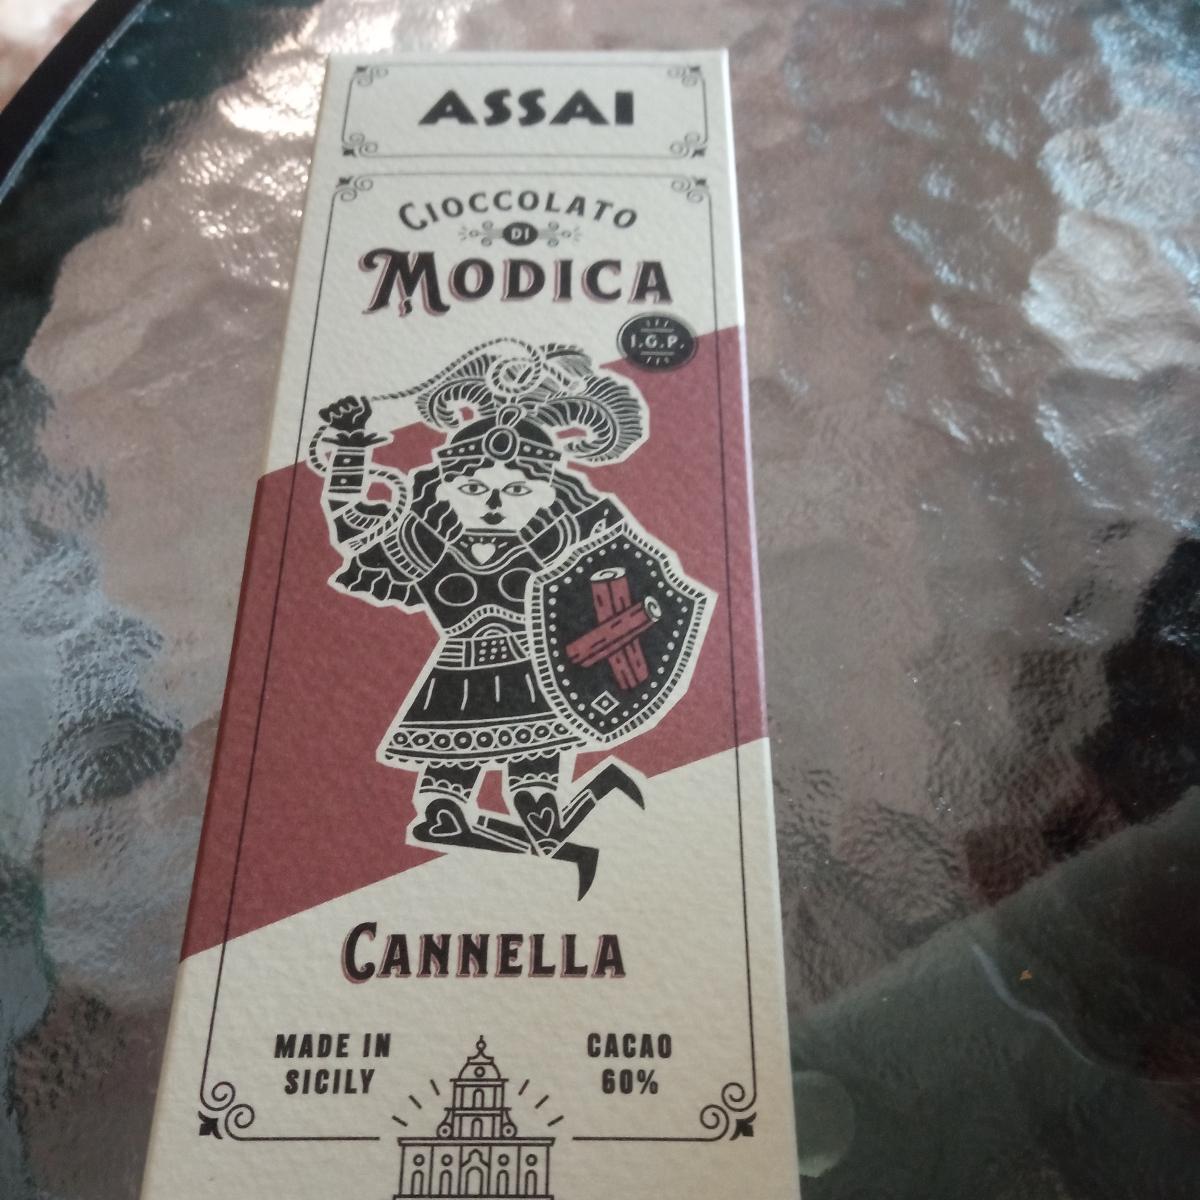 ASSAI
CIOCCOLATO
DI
MODICA
I.G.P.
CANNELLA
MADE IN
SICILY
CACAO
60%